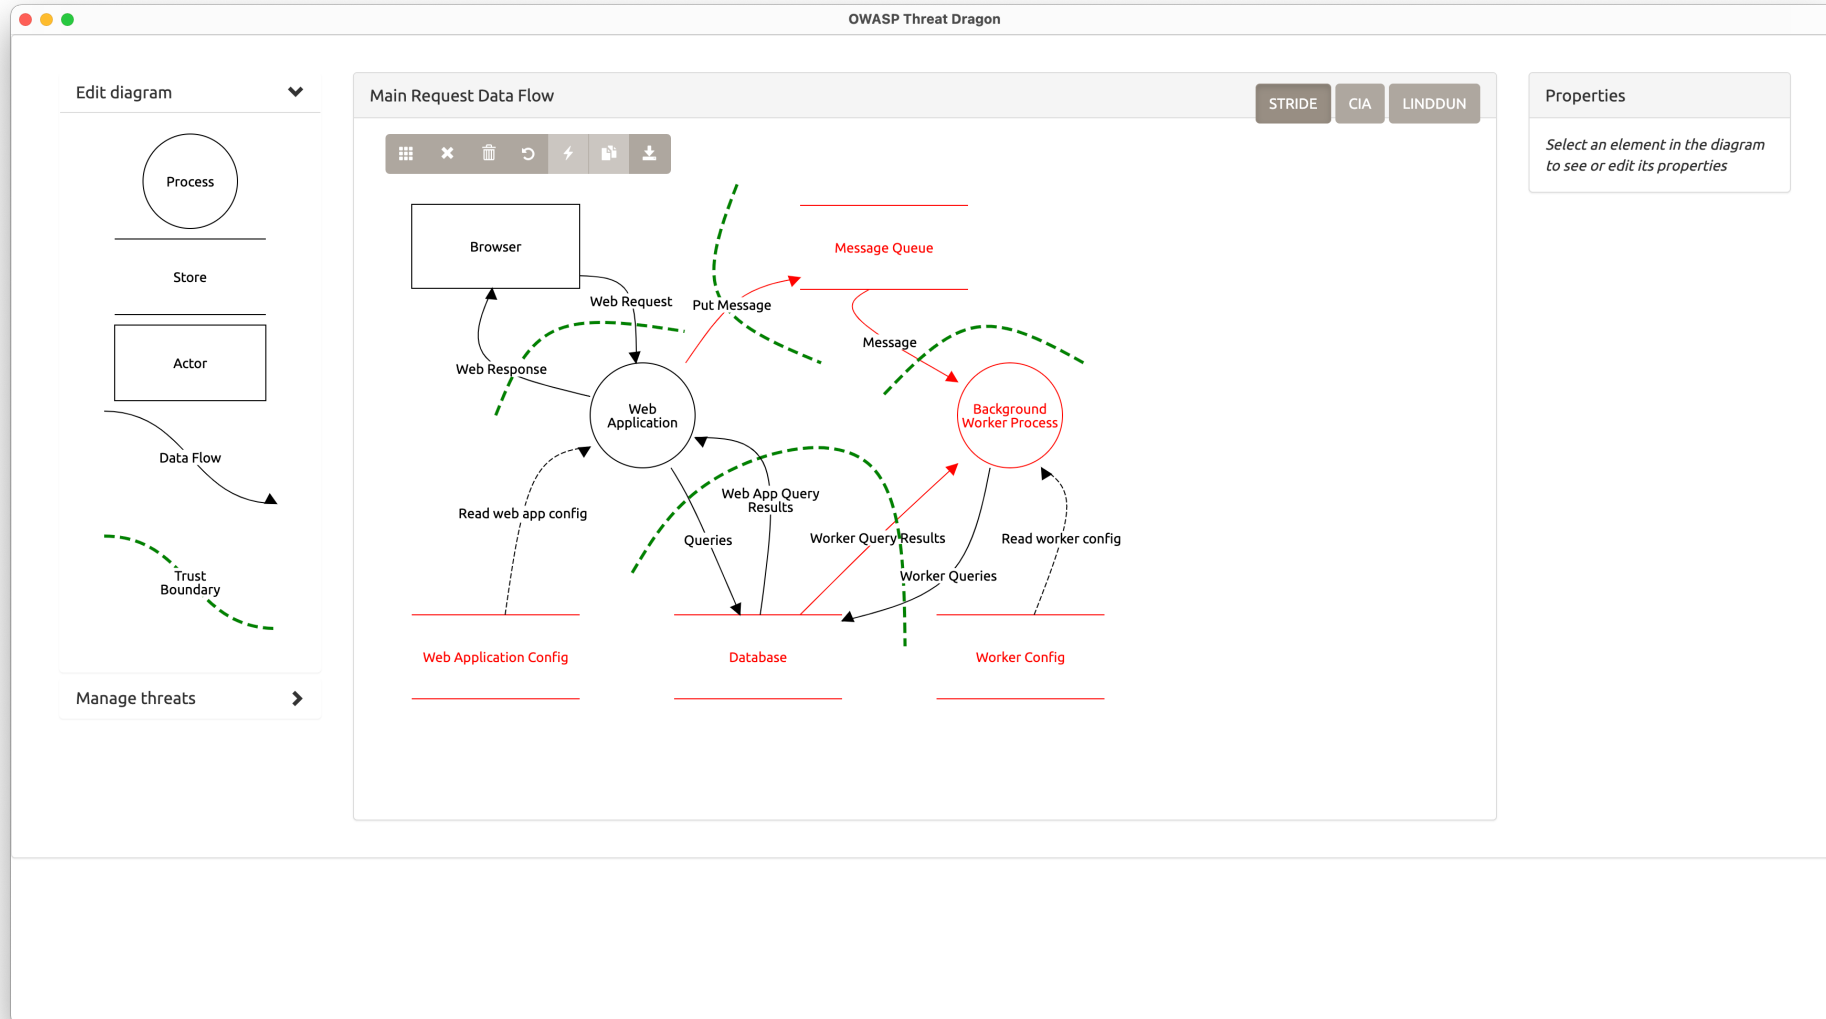 OWASP Threat Dragon
Edit diagram
Process
Store
Actor
Data Flow
Trust
Boundary
Manage threats
Main Request Data Flow
STRIDE
CIA
LINDDUN
Browser
Message Queue
Web Request
Put Message
Message
Web Response
Web
Application
Background
Worker Process
Web App Query
Results
Read web app config
Queries
Worker Query Results
Read worker config
Worker Queries
Web Application Config
Database
Worker Config
Properties
Select an element in the diagram
to see or edit its properties